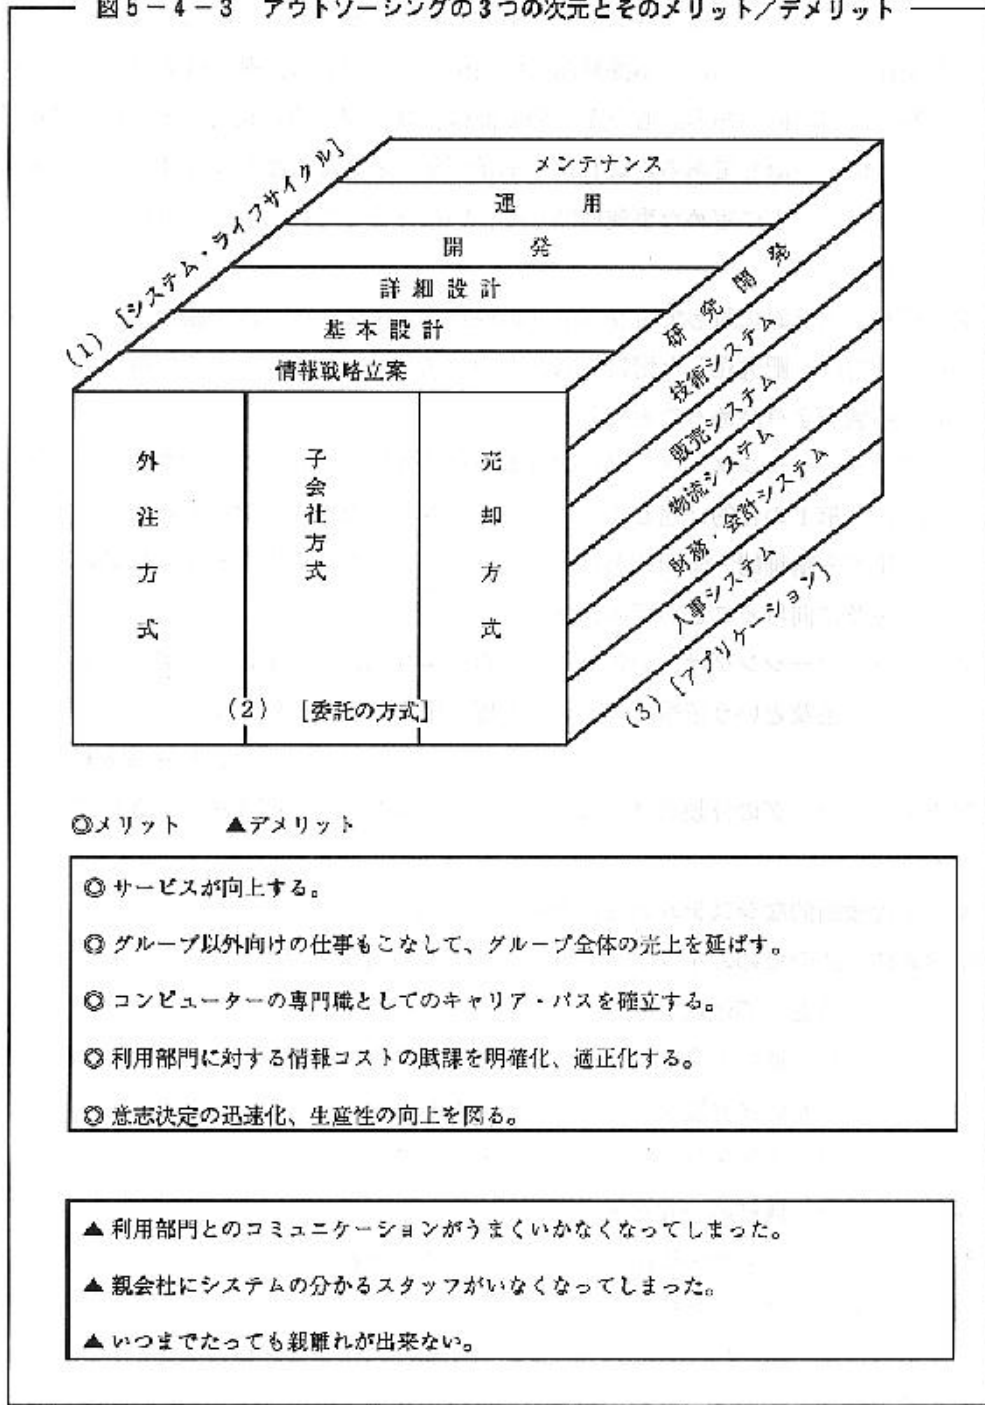 図5-4-3 アウトソーシングの3つの次元とそのメリット/デメリット
(1) [システム・ライフサイクル]
メンテナンス
運用
開発
詳細設計
基本設計
情報戦略立案
外注方式
子会社方式
売却方式
(2) [委託の方式]
研究開発
技術システム
販売システム
物流システム
財務・会計システム
人事システム
(3) [アプリケーション]
◎メリット ▲デメリット
◎サービスが向上する。
◎グループ以外向けの仕事もこなして、グループ全体の売上を延ばす。
◎コンピューターの専門職としてのキャリア・パスを確立する。
◎利用部門に対する情報コストの賦課を明確化、適正化する。
◎意志決定の迅速化、生産性の向上を図る。
▲利用部門とのコミュニケーションがうまくいかなくなってしまった。
▲親会社にシステムの分かるスタッフがいなくなってしまった。
▲いつまでたっても親離れが出来ない。